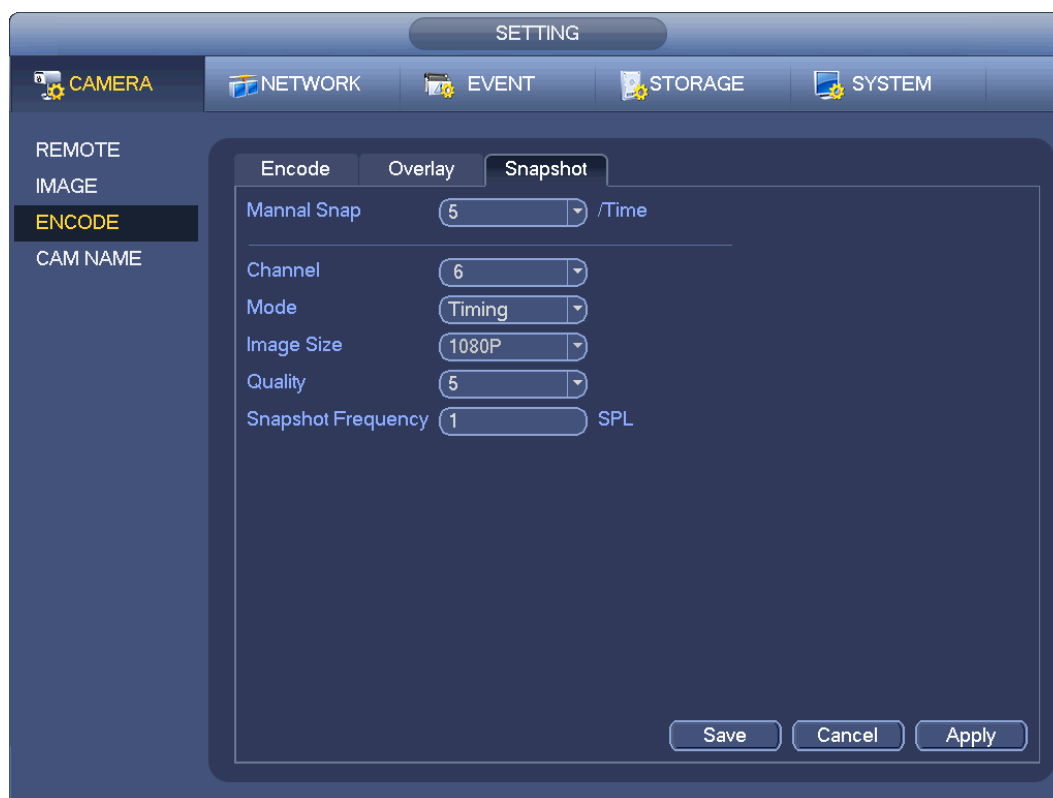 SETTING
CAMERA NETWORK EVENT STORAGE SYSTEM
REMOTE
IMAGE
ENCODE
CAM NAME
Encode Overlay Snapshot
Mannal Snap 5 /Time
Channel 6
Mode Timing
Image Size 1080P
Quality 5
Snapshot Frequency 1 SPL
Save Cancel Apply